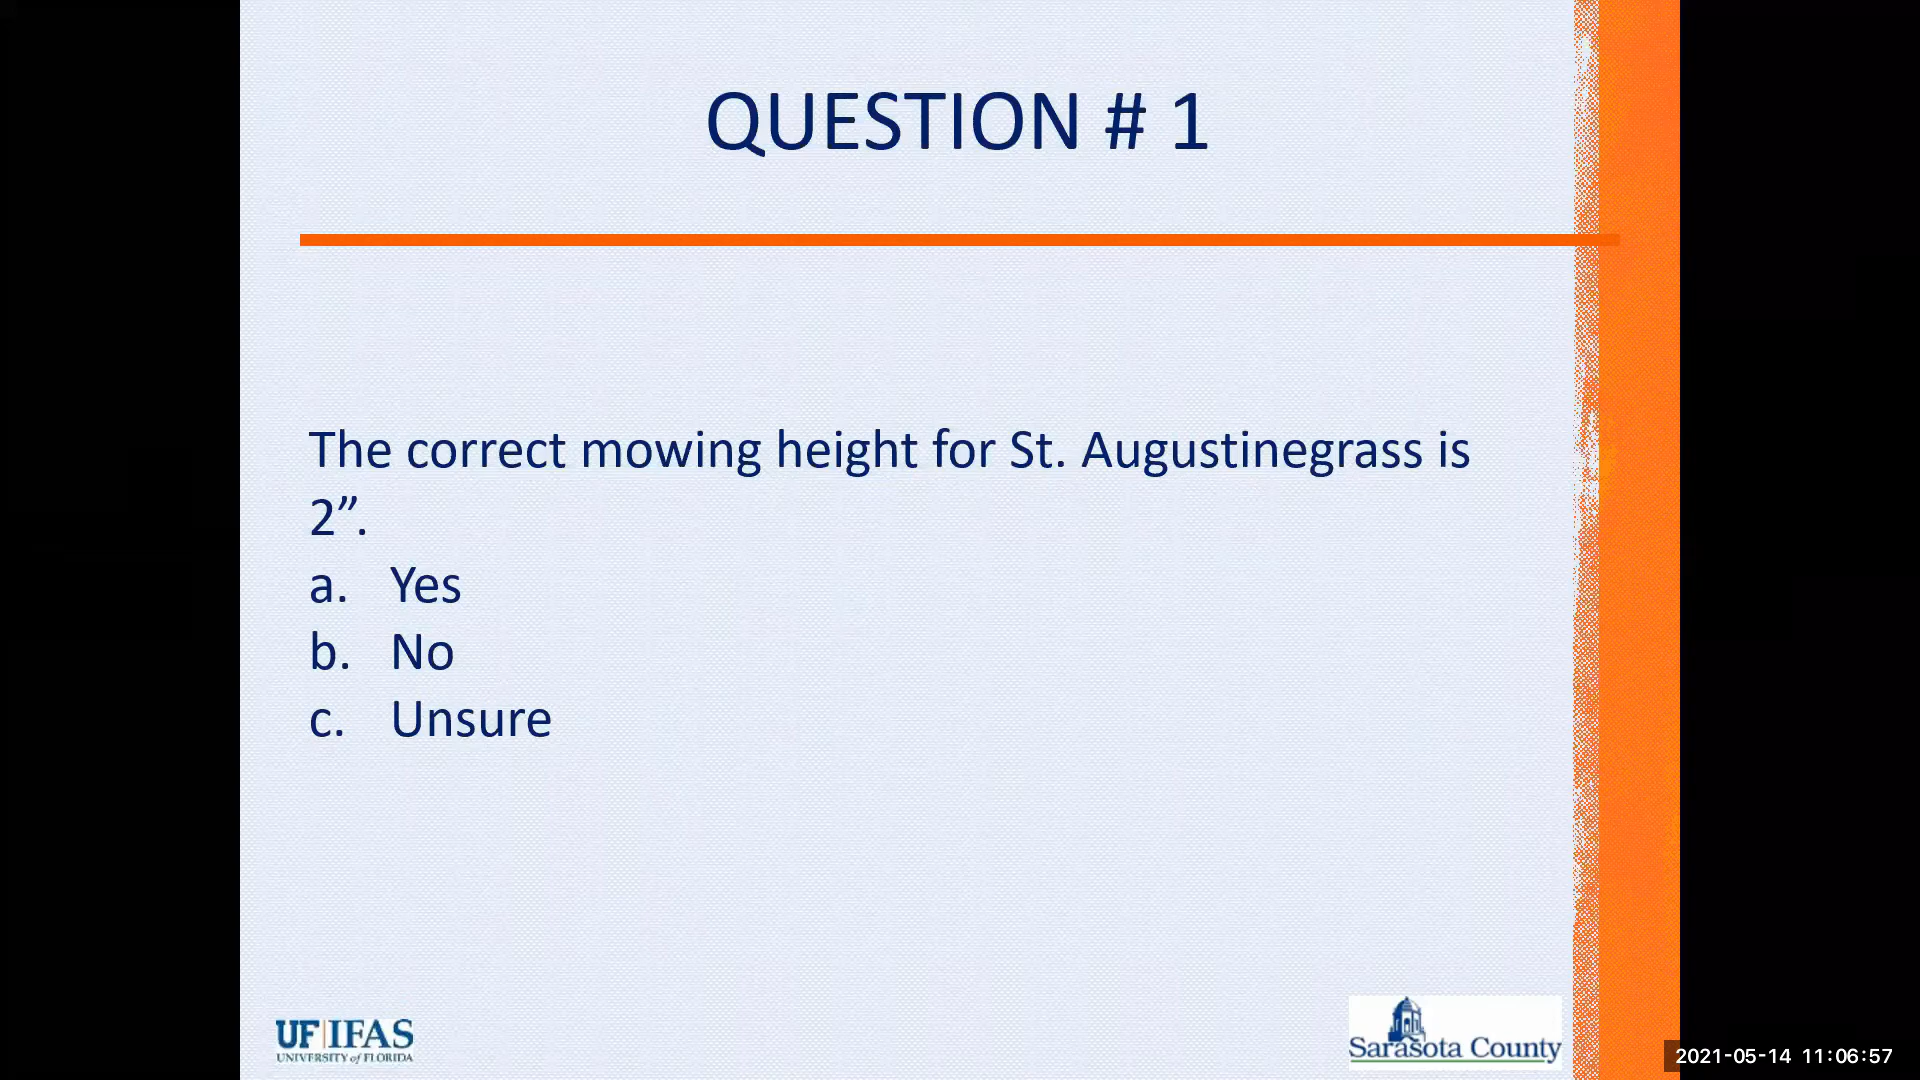 QUESTION # 1
The correct mowing height for St. Augustinegrass is
2”.
a. Yes
b. No
c. Unsure
UF|IFAS
UNIVERSITY of FLORIDA
Sarasota County
2021-05-14 11:06:57